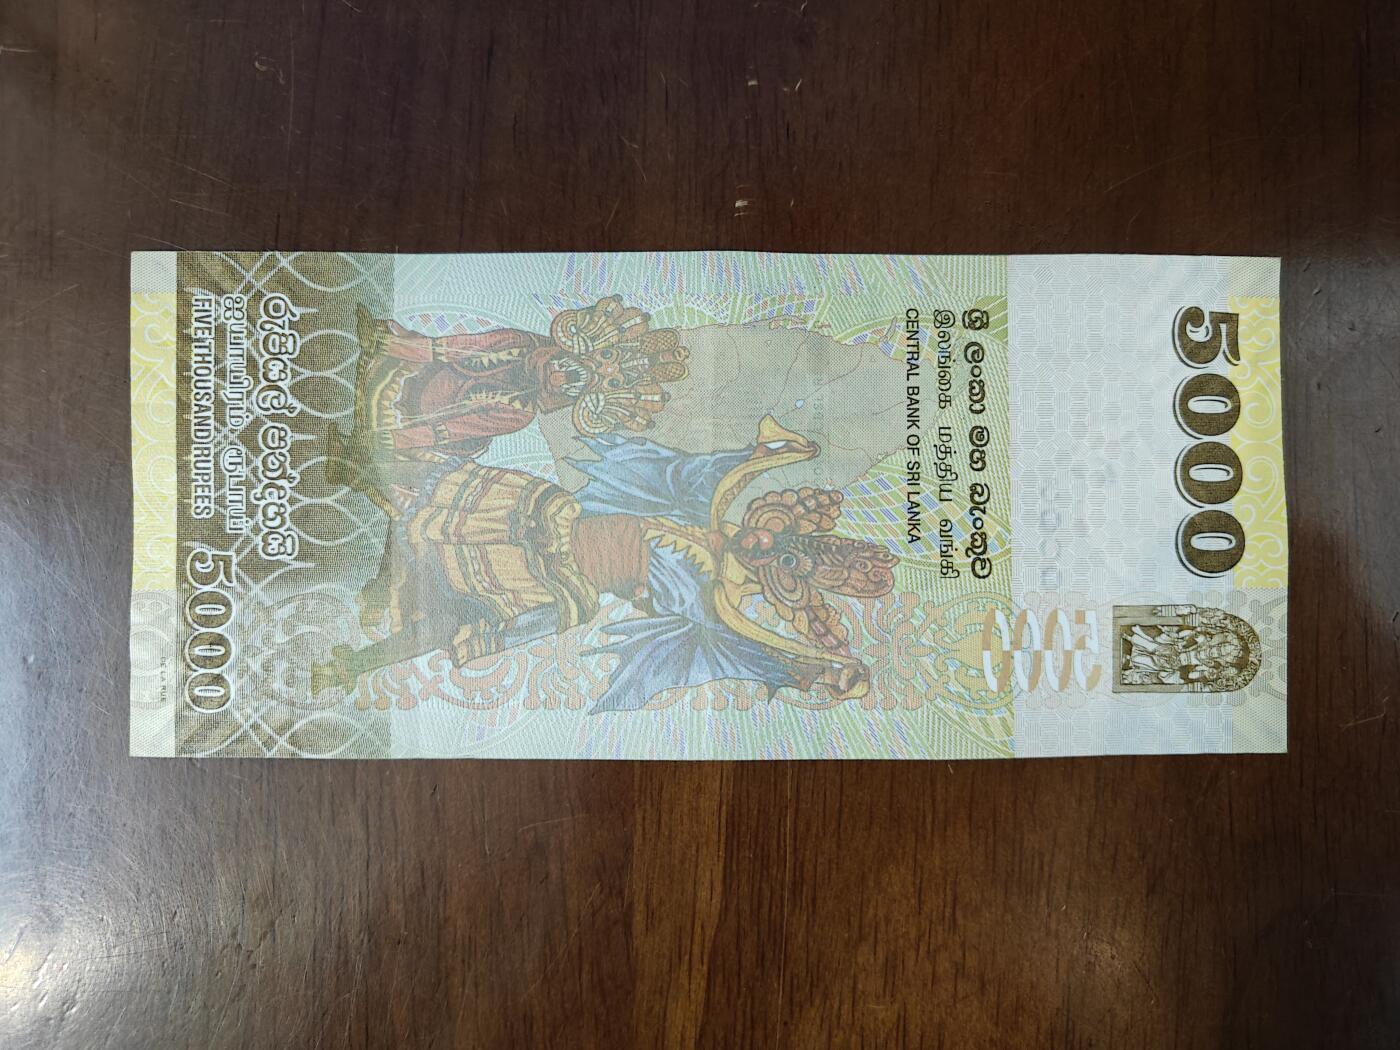 5000
ශ්‍රී ලංකා මහ බැංකුව
இலங்கை மத்திய வங்கி
CENTRAL BANK OF SRI LANKA
රුපියල් පන්දහසයි
ஐயாயிரம் ரூபாய்
FIVE THOUSAND RUPEES
5000
DE LA RUE